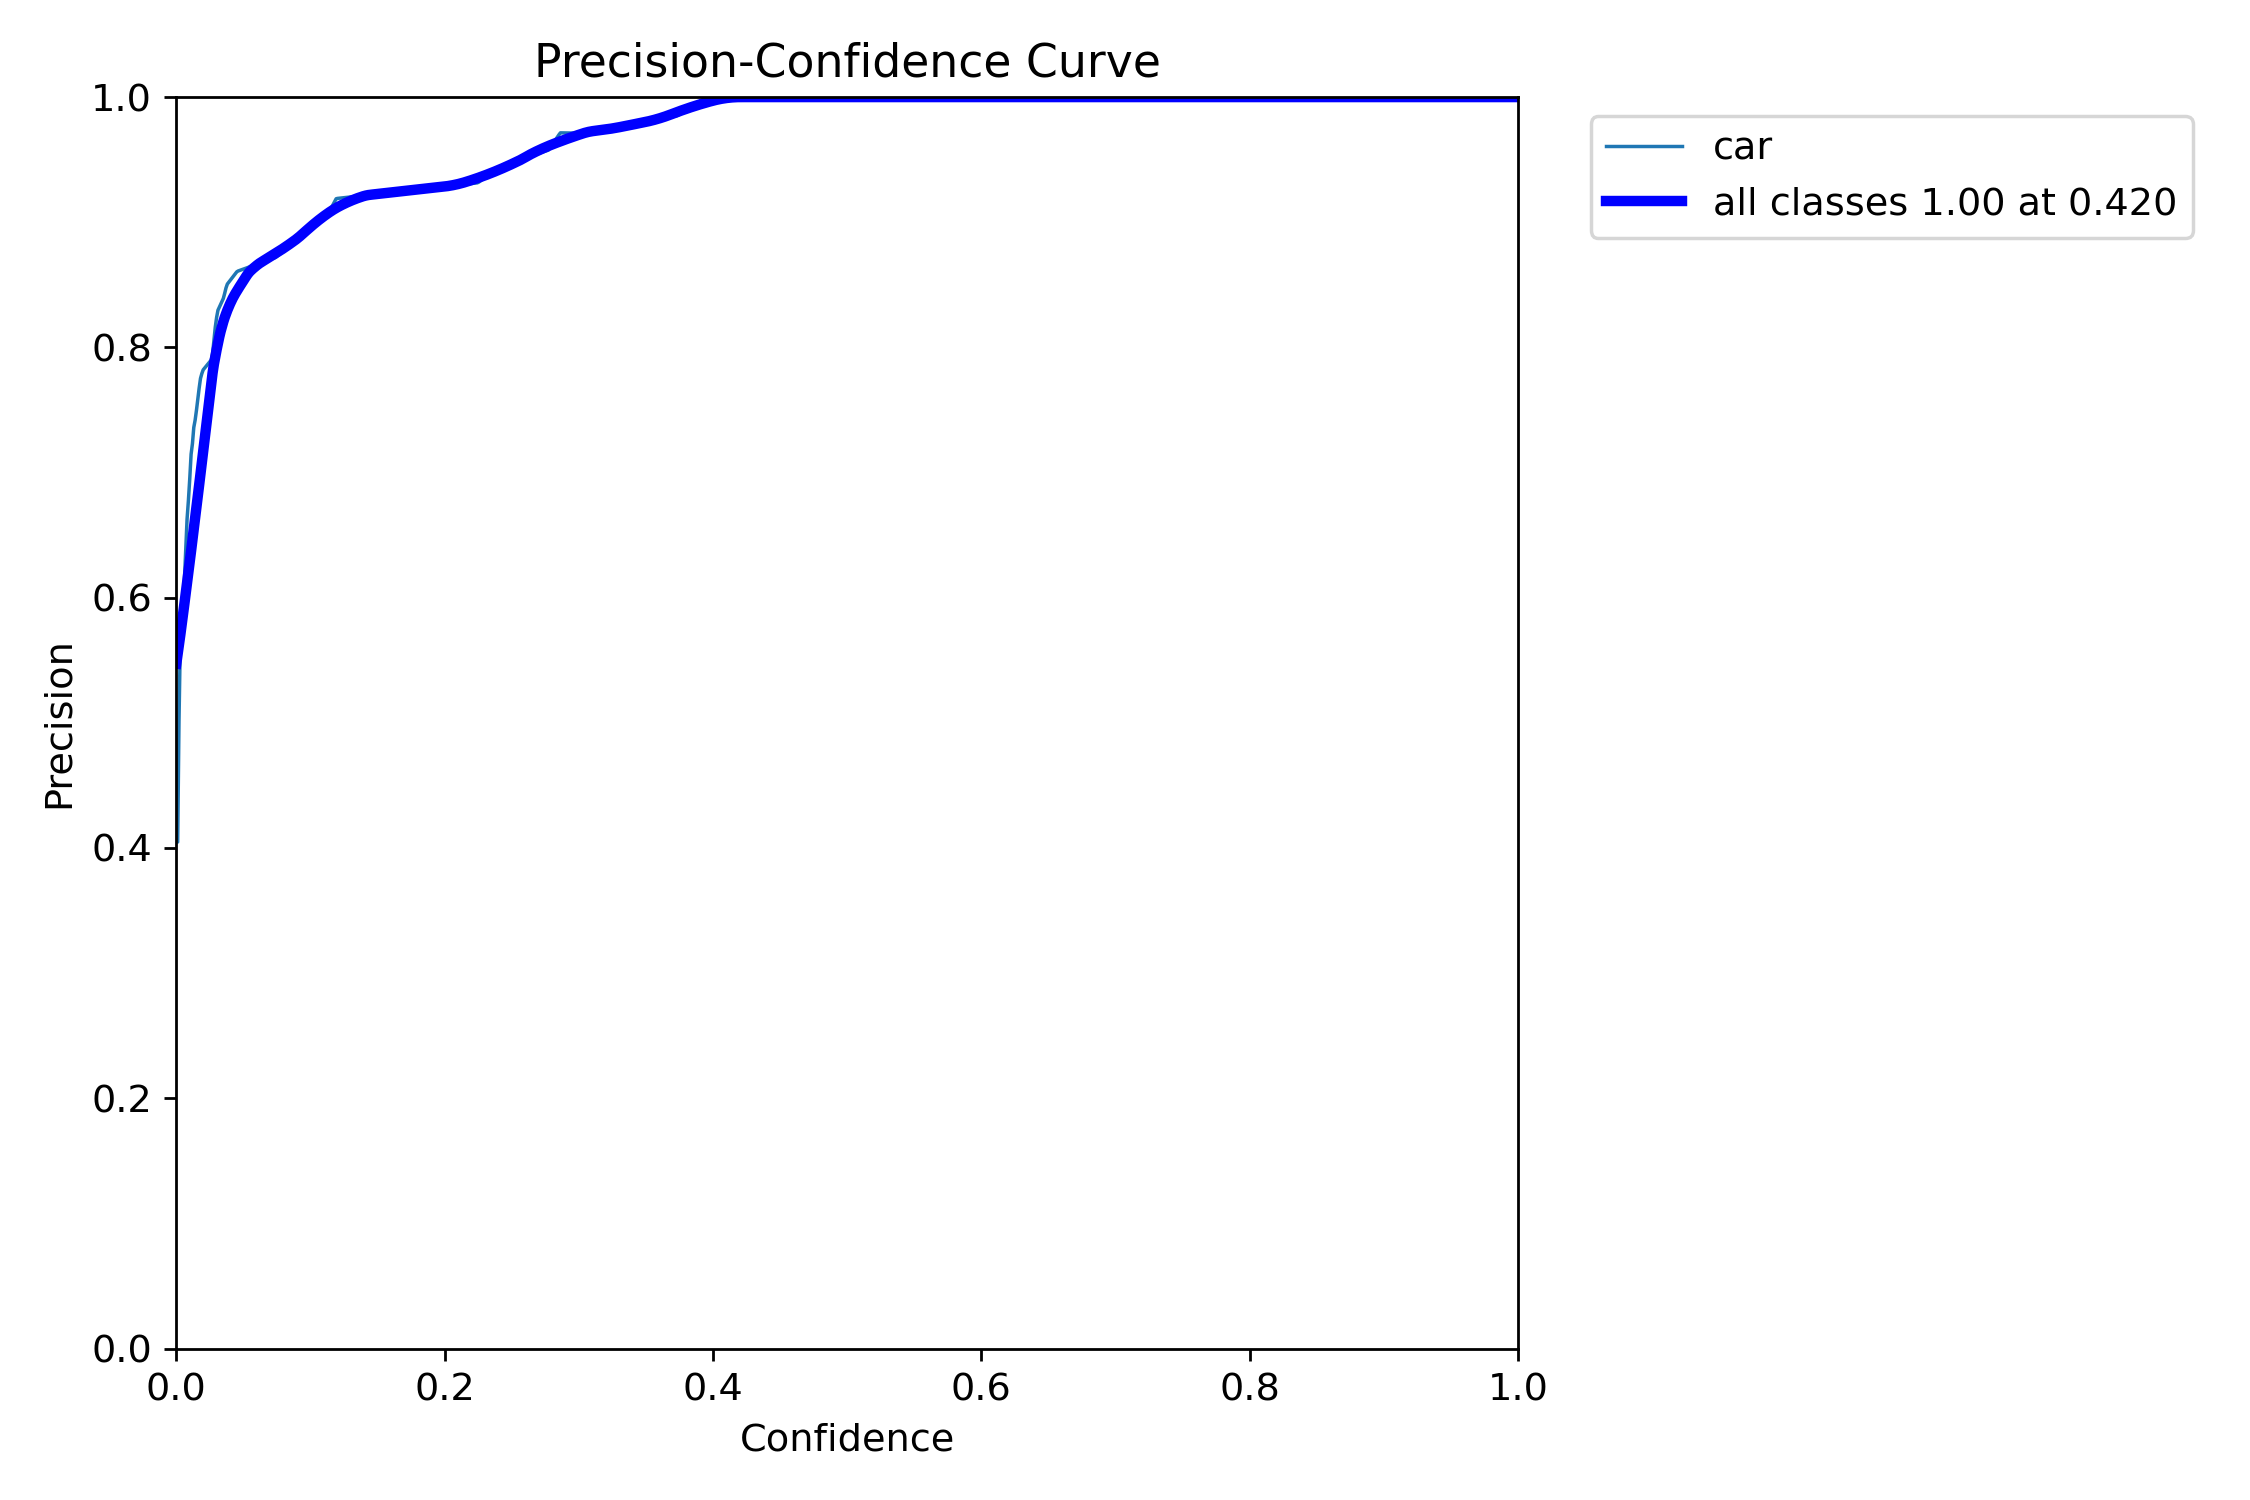 Precision-Confidence Curve
1.0
0.8
0.6
0.4
0.2
0.0
Precision
0.0 0.2 0.4 0.6 0.8 1.0
Confidence
car
all classes 1.00 at 0.420